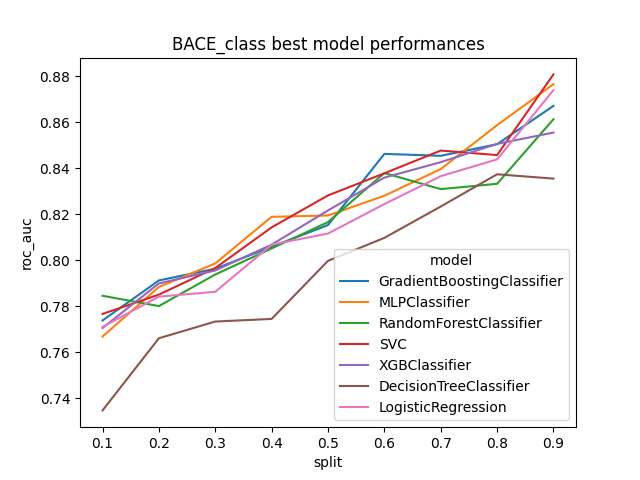 BACE_class best model performances
roc_auc
0.88
0.86
0.84
0.82
0.80
0.78
0.76
0.74
model
GradientBoostingClassifier
MLPClassifier
RandomForestClassifier
SVC
XGBClassifier
DecisionTreeClassifier
LogisticRegression
0.1 0.2 0.3 0.4 0.5 0.6 0.7 0.8 0.9
split